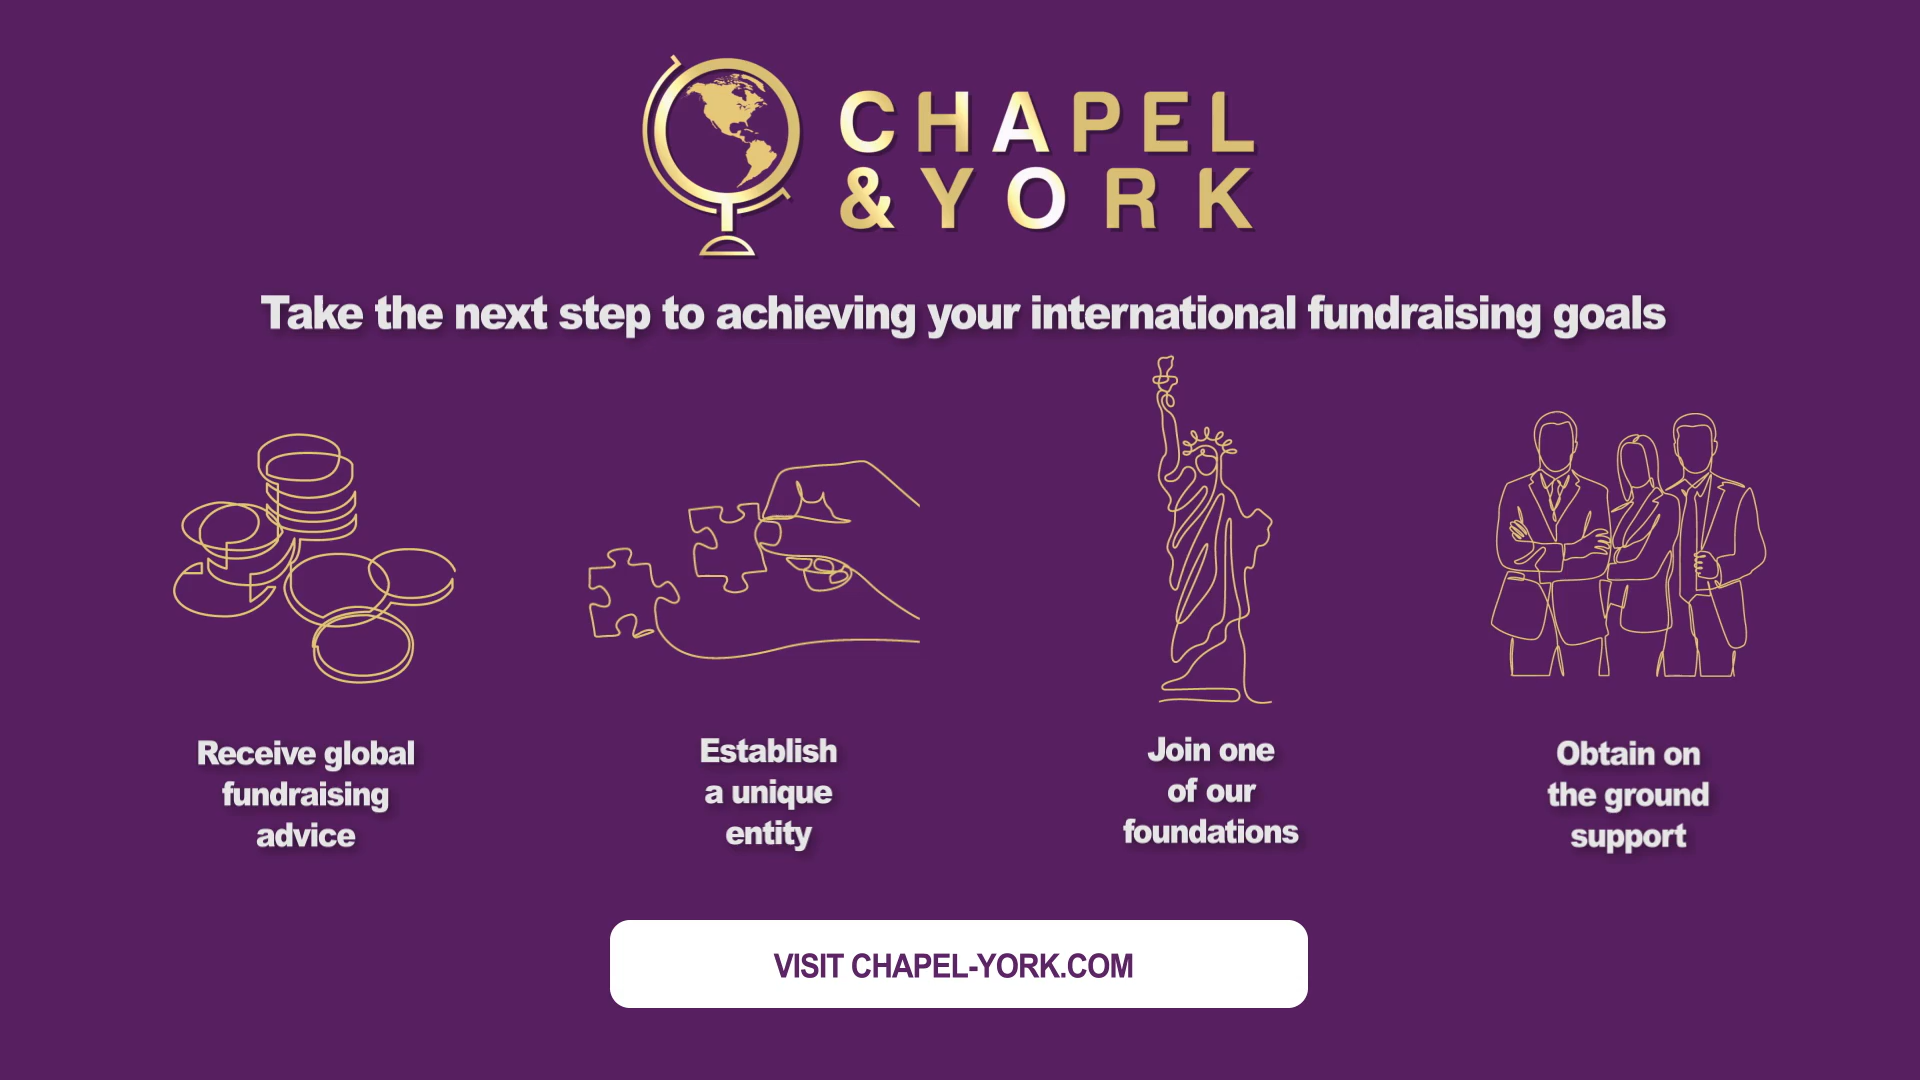 CHAPEL
& YORK
Take the next step to achieving your international fundraising goals
Receive global
fundraising
advice
Establish
a unique
entity
Join one
of our
foundations
Obtain on
the ground
support
VISIT CHAPEL-YORK.COM